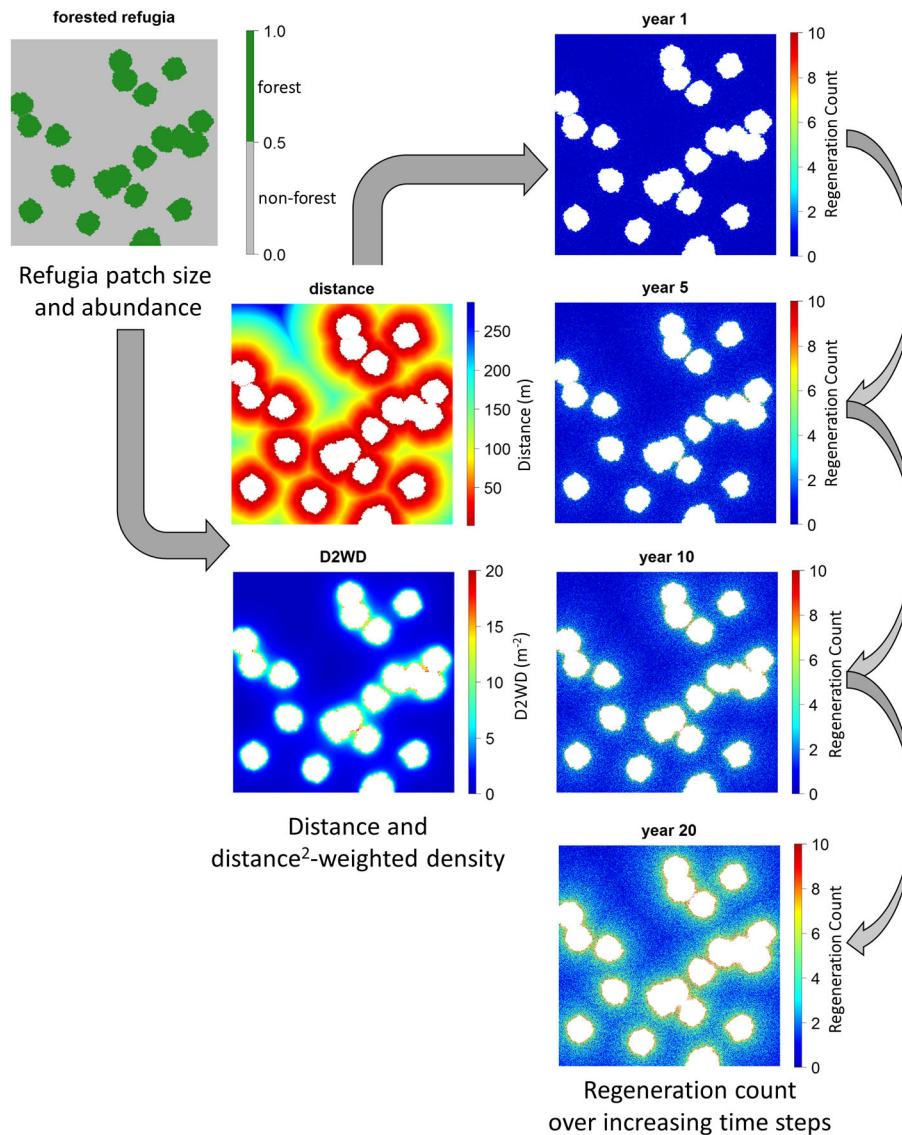 forested refugia
1.0
forest
0.5
non-forest
0.0
Refugia patch size
and abundance
distance
250
200
150
100
50
Distance (m)
D2WD
20
15
10
5
0
D2WD (m⁻²)
Distance and
distance²-weighted density
year 1
10
8
6
4
2
0
Regeneration Count
year 5
10
8
6
4
2
0
Regeneration Count
year 10
10
8
6
4
2
0
Regeneration Count
year 20
10
8
6
4
2
0
Regeneration Count
Regeneration count
over increasing time steps